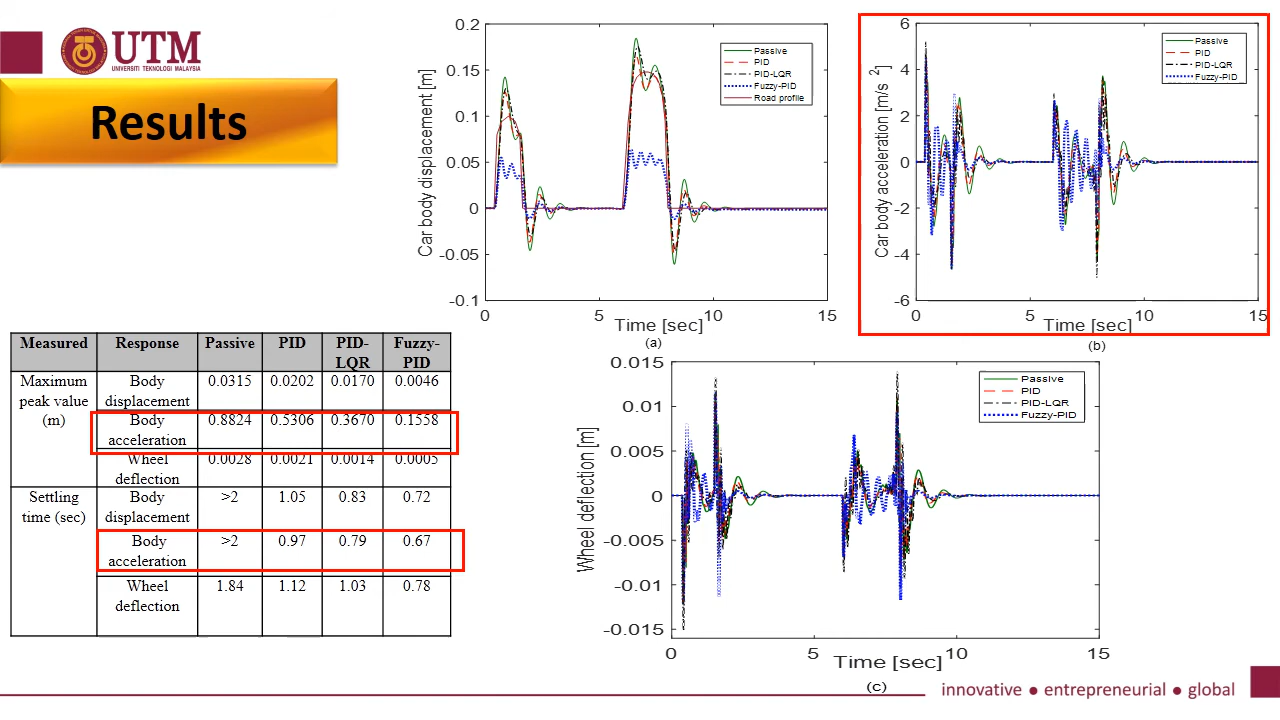 UTM
UNIVERSITI TEKNOLOGI MALAYSIA
Results
Car body displacement [m]
0.2
0.15
0.1
0.05
0
-0.05
-0.1
Passive
PID
PID-LQR
Fuzzy-PID
Road profile
0 5 10 15
Time [sec]
(a)
Car body acceleration [m/s ²]
6
4
2
0
-2
-4
-6
Passive
PID
PID-LQR
Fuzzy-PID
0 5 10 15
Time [sec]
(b)
Measured Response Passive PID PID- Fuzzy-
LQR PID
Maximum Body 0.0315 0.0202 0.0170 0.0046
peak value displacement
(m) Body 0.8824 0.5306 0.3670 0.1558
acceleration
Wheel 0.0028 0.0021 0.0014 0.0005
deflection
Settling Body >2 1.05 0.83 0.72
time (sec) displacement
Body >2 0.97 0.79 0.67
acceleration
Wheel 1.84 1.12 1.03 0.78
deflection
Wheel deflection [m]
0.015
0.01
0.005
0
-0.005
-0.01
-0.015
Passive
PID
PID-LQR
Fuzzy-PID
0 5 10 15
Time [sec]
(c)
innovative ● entrepreneurial ● global